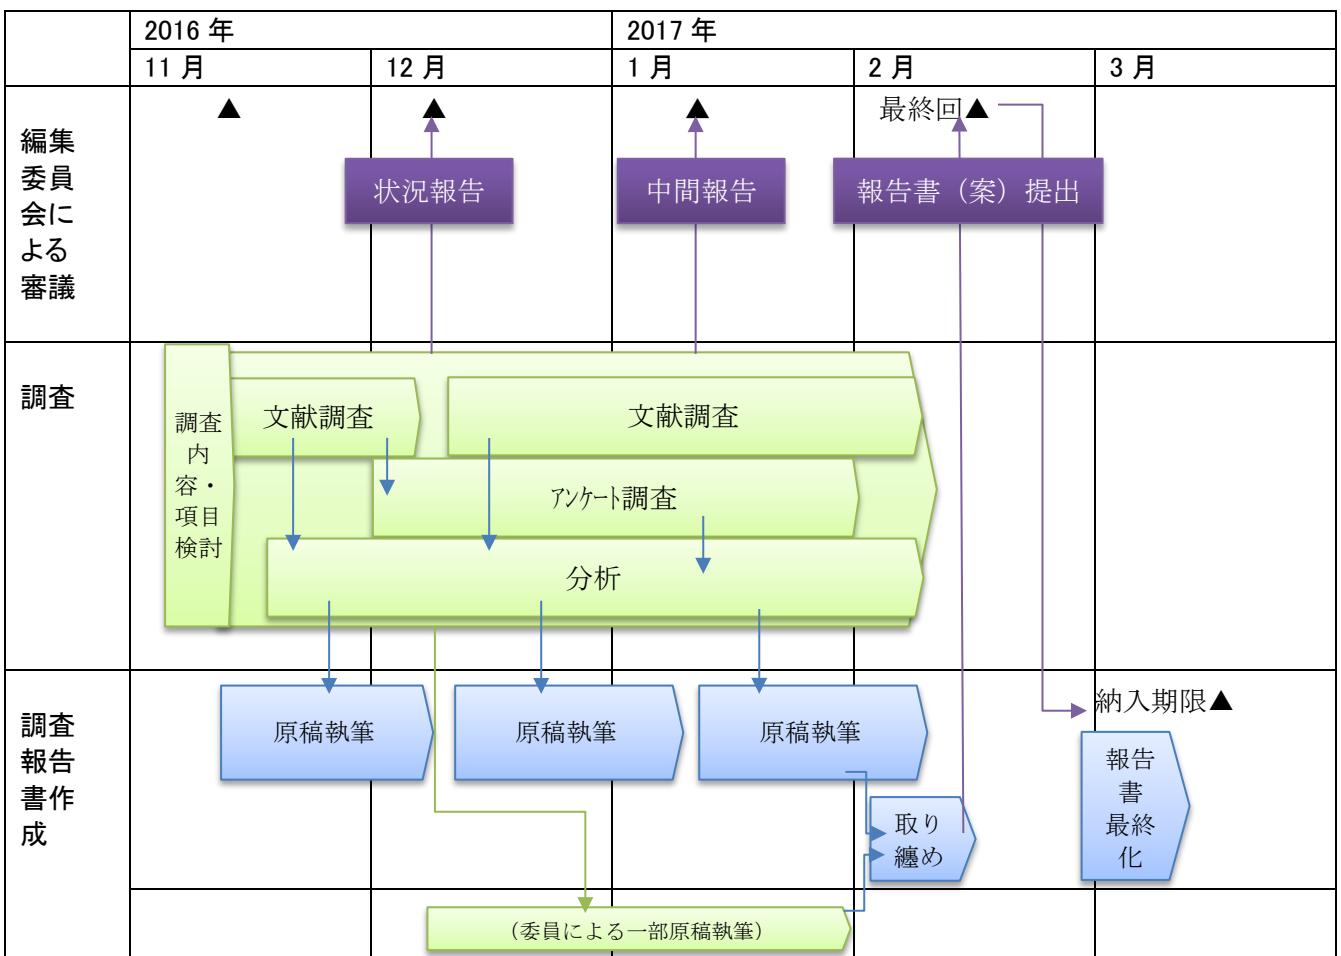 2016 年
2017 年
11 月
12 月
1 月
2 月
3 月
編集
委員
会に
よる
審議
▲
▲
▲
最終回▲
状況報告
中間報告
報告書（案）提出
調査
調査
内
容・
項目
検討
文献調査
文献調査
アンケート調査
分析
調査
報告
書作
成
原稿執筆
原稿執筆
原稿執筆
納入期限▲
取り
纏め
報告
書
最終
化
（委員による一部原稿執筆）